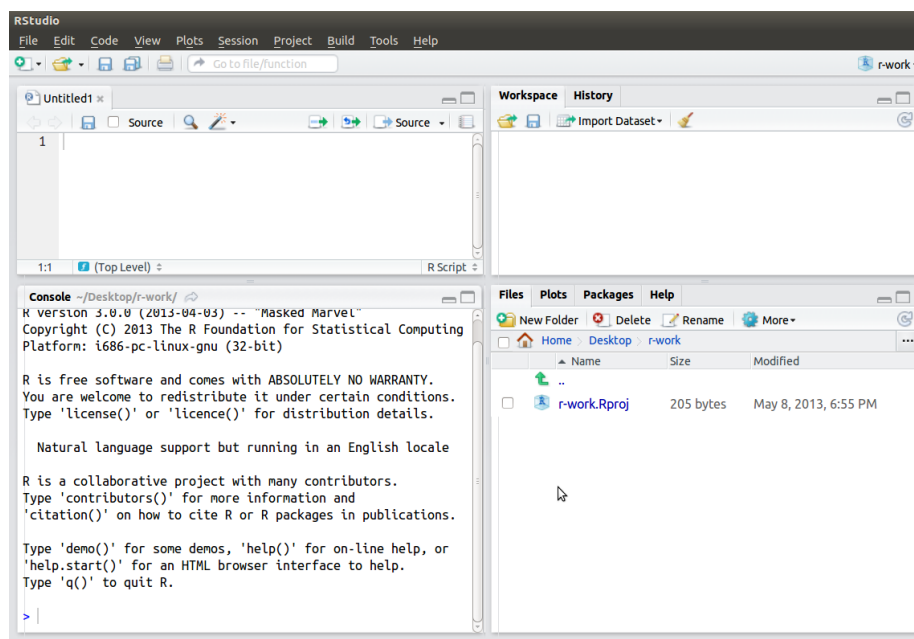 RStudio
File Edit Code View Plots Session Project Build Tools Help
Go to file/function
r-work
Untitled1 ×
Source
Source
1
1:1 (Top Level)
R Script
Workspace History
Import Dataset
Console ~/Desktop/r-work/
R version 3.0.0 (2013-04-03) -- "Masked Marvel"
Copyright (C) 2013 The R Foundation for Statistical Computing
Platform: i686-pc-linux-gnu (32-bit)
R is free software and comes with ABSOLUTELY NO WARRANTY.
You are welcome to redistribute it under certain conditions.
Type 'license()' or 'licence()' for distribution details.
Natural language support but running in an English locale
R is a collaborative project with many contributors.
Type 'contributors()' for more information and
'citation()' on how to cite R or R packages in publications.
Type 'demo()' for some demos, 'help()' for on-line help, or
'help.start()' for an HTML browser interface to help.
Type 'q()' to quit R.
>
Files Plots Packages Help
New Folder Delete Rename More
Home Desktop r-work ...
Name Size Modified
..
r-work.Rproj 205 bytes May 8, 2013, 6:55 PM